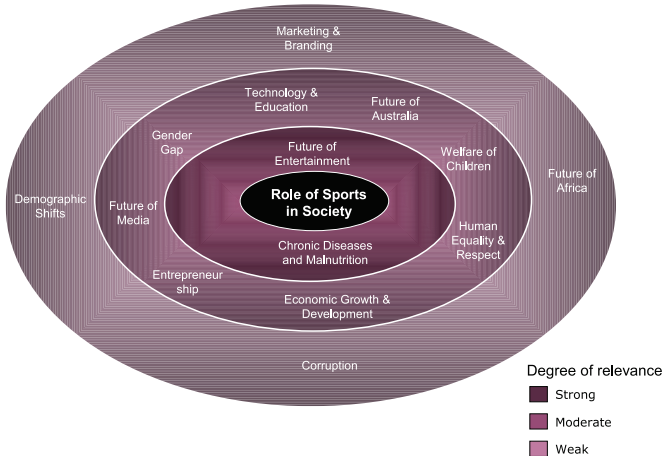 Marketing &
Branding
Technology &
Education
Future of
Australia
Gender
Gap
Future of
Entertainment
Welfare of
Children
Demographic
Shifts
Future of
Media
Role of Sports
in Society
Future of
Africa
Human
Equality &
Respect
Chronic Diseases
and Malnutrition
Entrepreneur
ship
Economic Growth &
Development
Corruption
Degree of relevance
Strong
Moderate
Weak